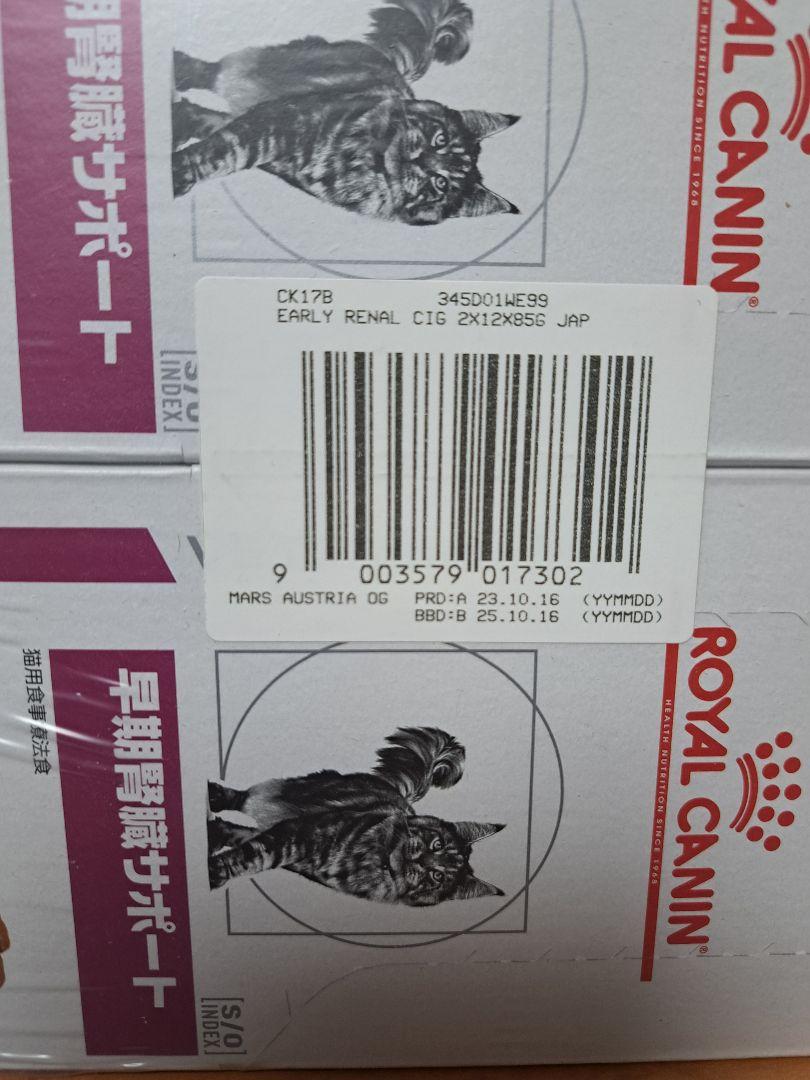 期腎臓サポート
[S/O
INDEX]
AL CANIN®
H NUTRITION SINCE 1968
CK17B 345D01WE99
EARLY RENAL CIG 2X12X85G JAP
9 003579 017302
MARS AUSTRIA OG PRD:A 23.10.16 (YYMMDD)
BBD:B 25.10.16 (YYMMDD)
猫用食事療法食
早期腎臓サポート
[S/O
INDEX]
ROYAL CANIN®
HEALTH NUTRITION SINCE 1968